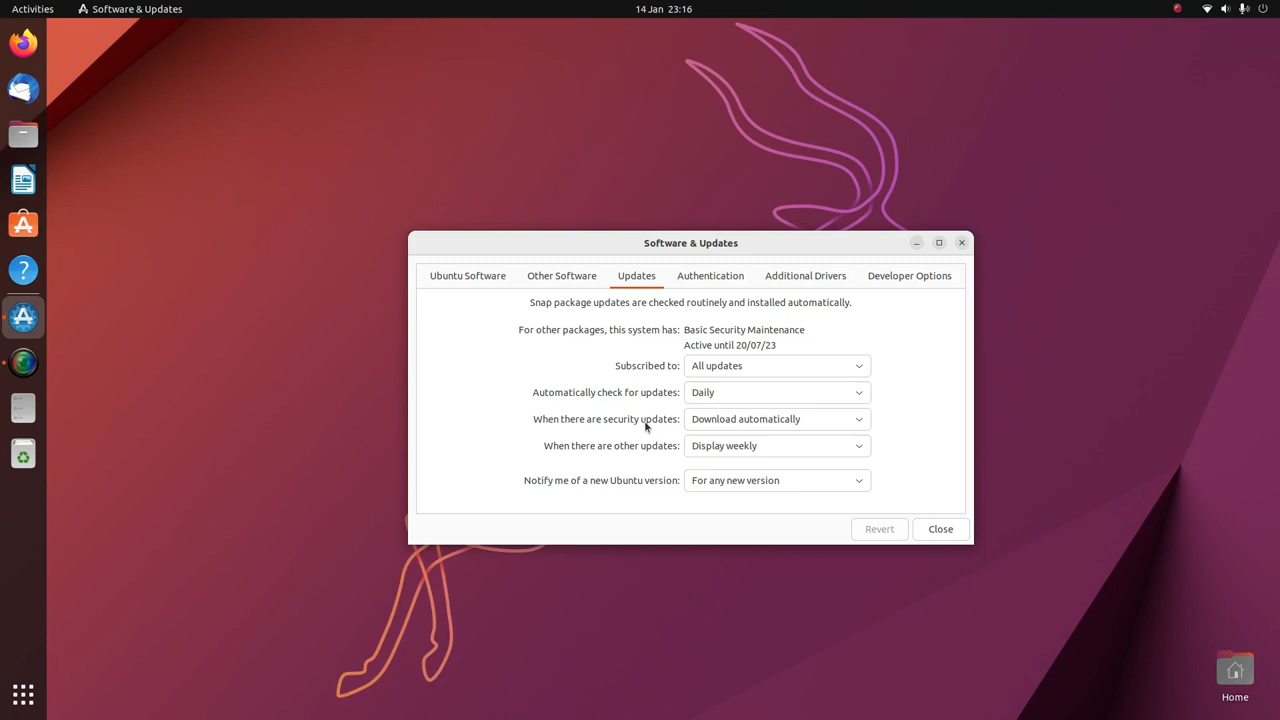 Activities Software & Updates 14 Jan 23:16
Software & Updates
Ubuntu Software Other Software Updates Authentication Additional Drivers Developer Options
Snap package updates are checked routinely and installed automatically.
For other packages, this system has: Basic Security Maintenance
Active until 20/07/23
Subscribed to: All updates
Automatically check for updates: Daily
When there are security updates: Download automatically
When there are other updates: Display weekly
Notify me of a new Ubuntu version: For any new version
Revert Close
Home